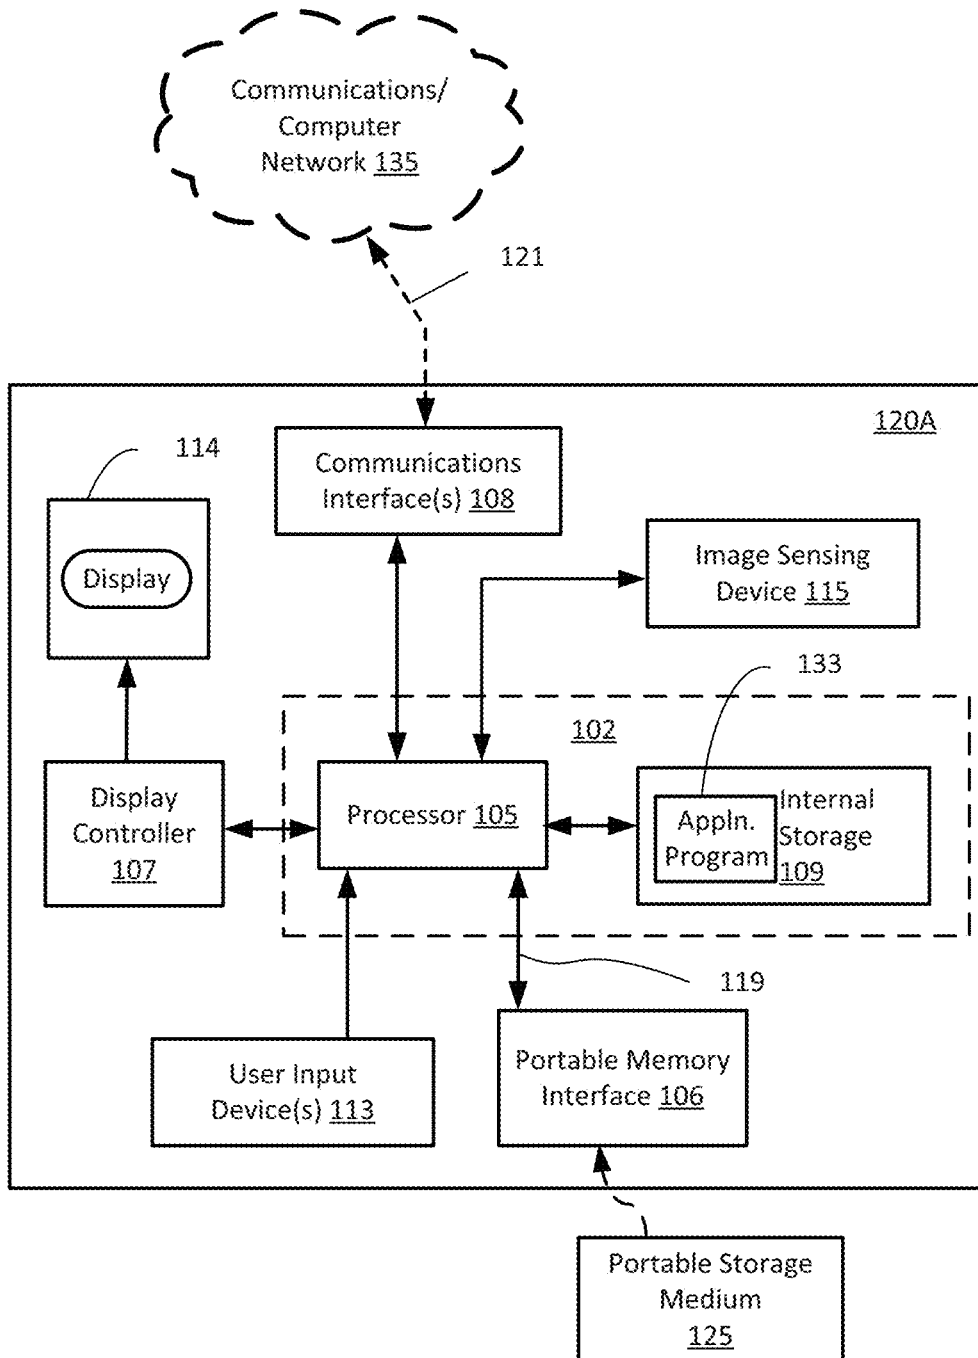 Communications/
Computer
Network 135
121
120A
114
Communications
Interface(s) 108
Display
Image Sensing
Device 115
133
102
Display
Controller
107
Processor 105
Appln.
Program
Internal
Storage
109
119
User Input
Device(s) 113
Portable Memory
Interface 106
Portable Storage
Medium
125